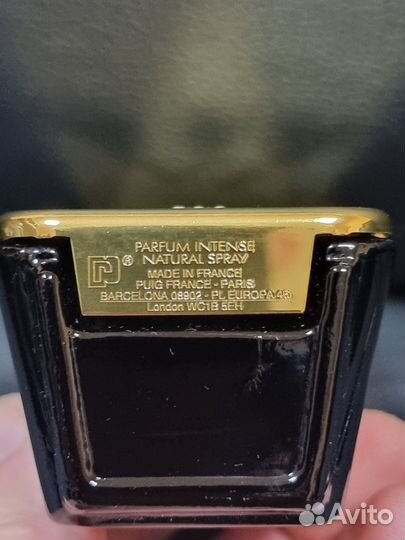 PARFUM INTENSE
NATURAL SPRAY
®
MADE IN FRANCE
PUIG FRANCE - PARIS
BARCELONA 08902 - PL EUROPA 46
London WC1B 5EH
Avito